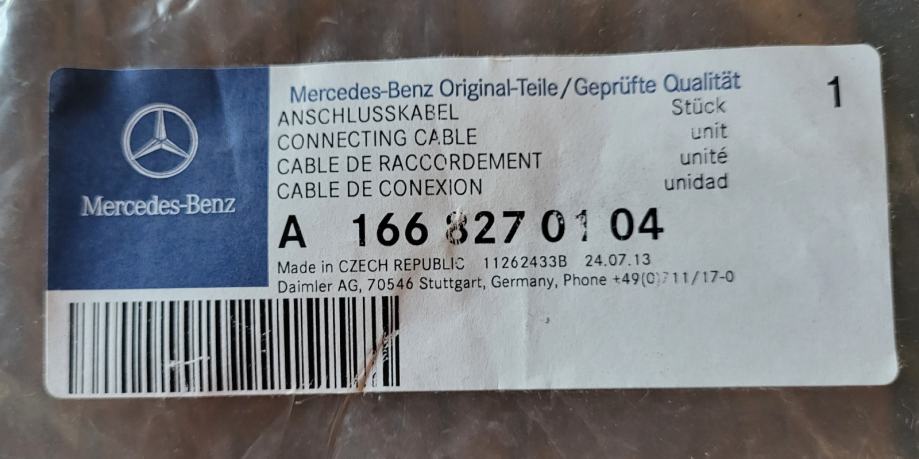 Mercedes-Benz
Mercedes-Benz Original-Teile/Geprüfte Qualität
1
ANSCHLUSSKABEL Stück
CONNECTING CABLE unit
CABLE DE RACCORDEMENT unité
CABLE DE CONEXION unidad
A 166 827 01 04
Made in CZECH REPUBLIC 11262433B 24.07.13
Daimler AG, 70546 Stuttgart, Germany, Phone +49(0)711/17-0